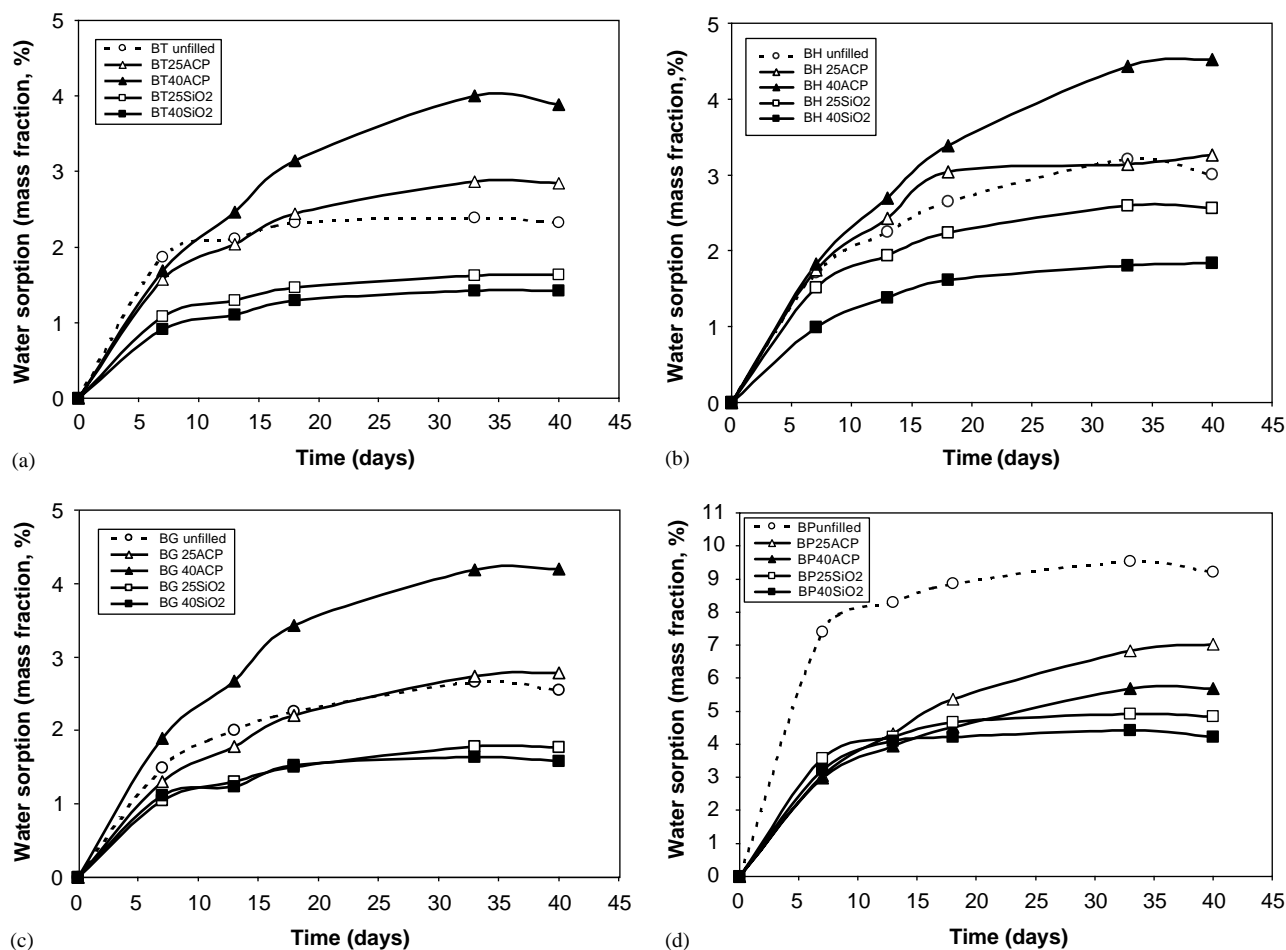 5
4
3
2
1
0
Water sorption (mass fraction, %)
BT unfilled
BT25ACP
BT40ACP
BT25SiO2
BT40SiO2
0 5 10 15 20 25 30 35 40 45
(a)
Time (days)
5
4
3
2
1
0
Water sorption (mass fraction,%)
BH unfilled
BH 25ACP
BH 40ACP
BH 25SiO2
BH 40SiO2
0 5 10 15 20 25 30 35 40 45
(b)
Time (days)
5
4
3
2
1
0
Water sorption (mass fraction, %)
BG unfilled
BG 25ACP
BG 40ACP
BG 25SiO2
BG 40SiO2
0 5 10 15 20 25 30 35 40 45
(c)
Time (days)
11
10
9
8
7
6
5
4
3
2
1
0
Water sorption (mass fraction, %)
BPunfilled
BP25ACP
BP40ACP
BP25SiO2
BP40SiO2
0 5 10 15 20 25 30 35 40 45
(d)
Time (days)